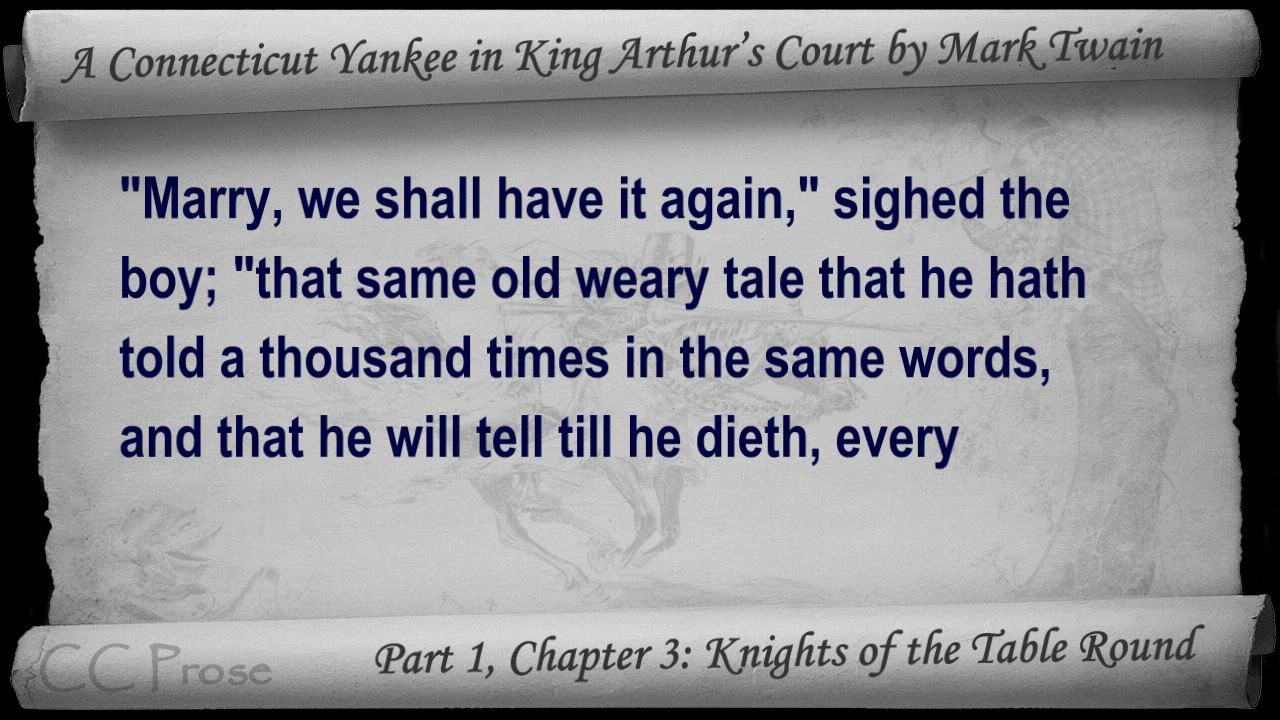 A Connecticut Yankee in King Arthur's Court by Mark Twain
"Marry, we shall have it again," sighed the
boy; "that same old weary tale that he hath
told a thousand times in the same words,
and that he will tell till he dieth, every
CC Prose
Part 1, Chapter 3: Knights of the Table Round